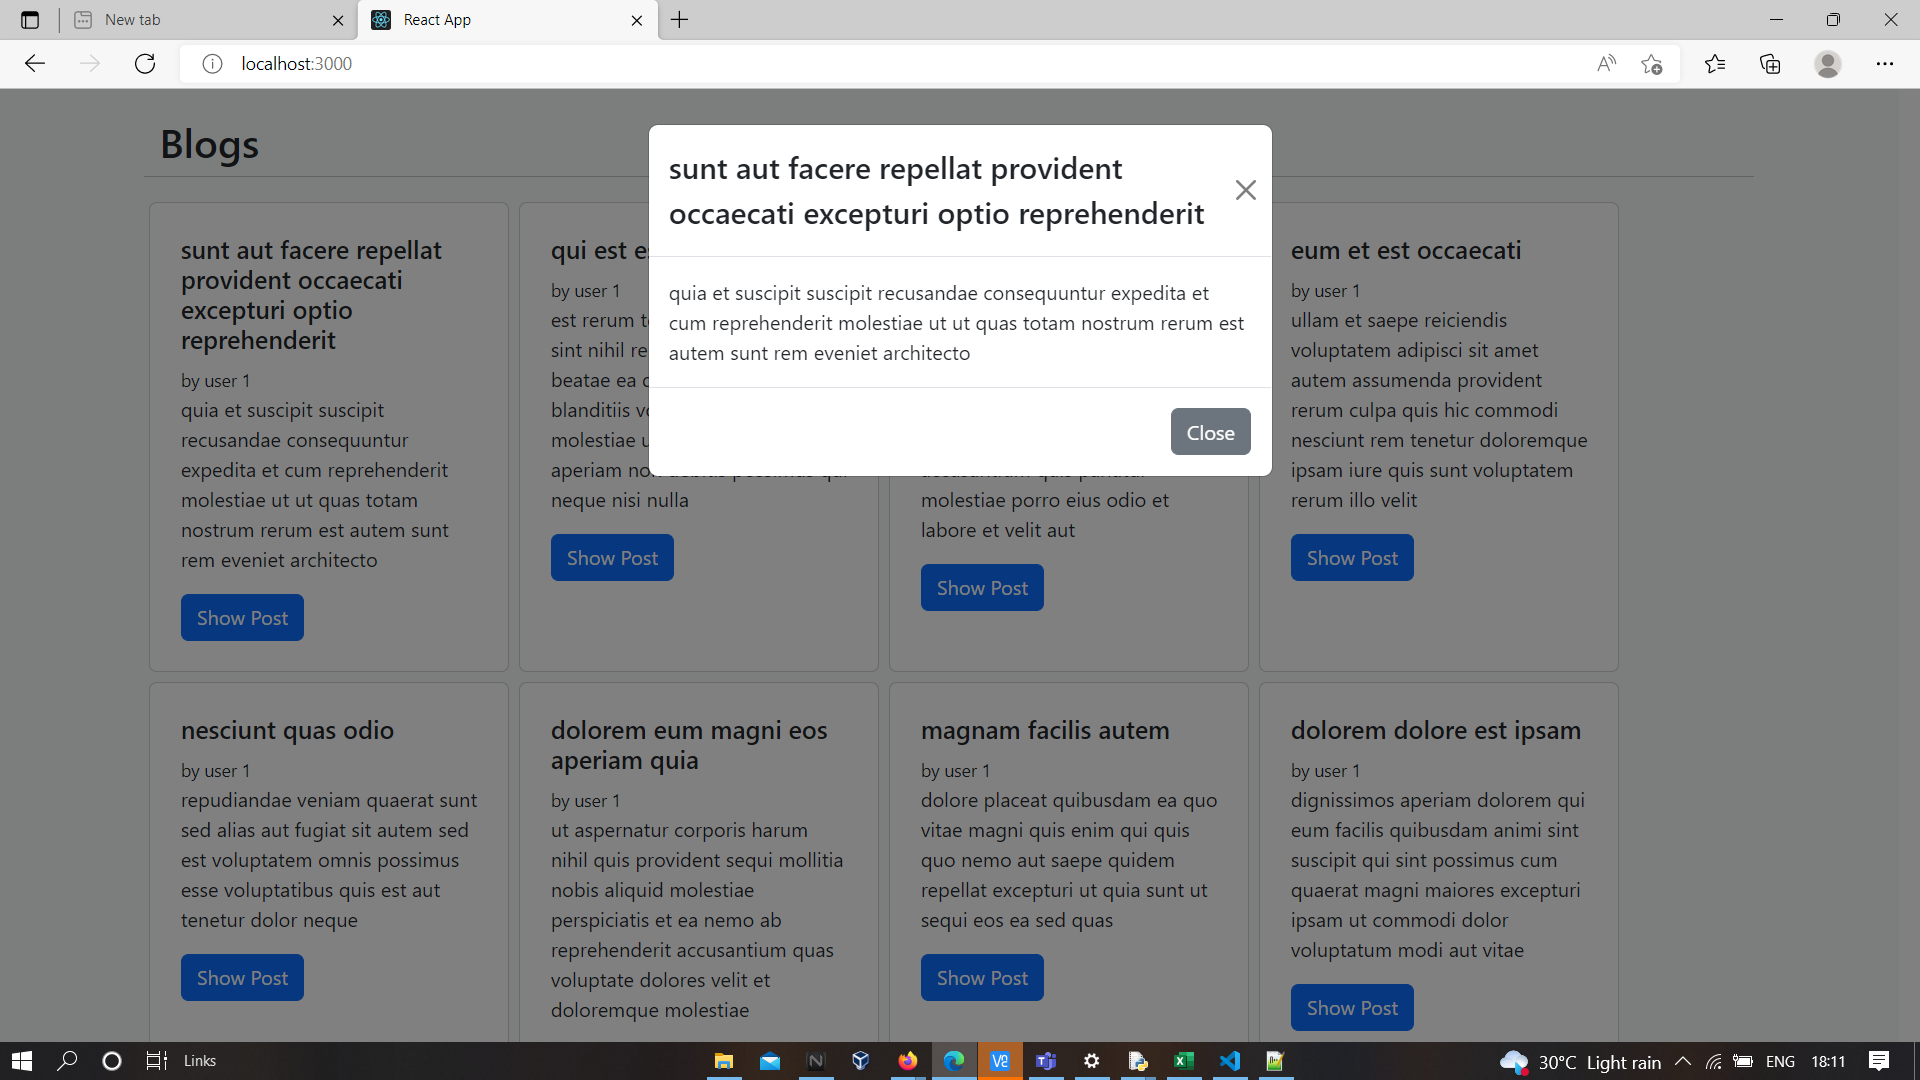 New tab
React App
localhost:3000
Blogs
sunt aut facere repellat provident
occaecati excepturi optio reprehenderit
quia et suscipit suscipit recusandae consequuntur expedita et
cum reprehenderit molestiae ut ut quas totam nostrum rerum est
autem sunt rem eveniet architecto
Close
sunt aut facere repellat
provident occaecati
excepturi optio
reprehenderit
by user 1
quia et suscipit suscipit
recusandae consequuntur
expedita et cum reprehenderit
molestiae ut ut quas totam
nostrum rerum est autem sunt
rem eveniet architecto
Show Post
qui est
by user 1
est rerum
sint nihil
beatae ea
blanditiis
molestiae
aperiam
neque nisi nulla
Show Post
molestiae porro eius odio et
labore et velit aut
Show Post
eum et est occaecati
by user 1
ullam et saepe reiciendis
voluptatem adipisci sit amet
autem assumenda provident
rerum culpa quis hic commodi
nesciunt rem tenetur doloremque
ipsam iure quis sunt voluptatem
rerum illo velit
Show Post
nesciunt quas odio
by user 1
repudiandae veniam quaerat sunt
sed alias aut fugiat sit autem sed
est voluptatem omnis possimus
esse voluptatibus quis est aut
tenetur dolor neque
Show Post
dolorem eum magni eos
aperiam quia
by user 1
ut aspernatur corporis harum
nihil quis provident sequi mollitia
nobis aliquid molestiae
perspiciatis et ea nemo ab
reprehenderit accusantium quas
voluptate dolores velit et
doloremque molestiae
magnam facilis autem
by user 1
dolore placeat quibusdam ea quo
vitae magni quis enim qui quis
quo nemo aut saepe quidem
repellat excepturi ut quia sunt ut
sequi eos ea sed quas
Show Post
dolorem dolore est ipsam
by user 1
dignissimos aperiam dolorem qui
eum facilis quibusdam animi sint
suscipit qui sint possimus cum
quaerat magni maiores excepturi
ipsam ut commodi dolor
voluptatum modi aut vitae
Show Post
Links
30°C Light rain
ENG
18:11